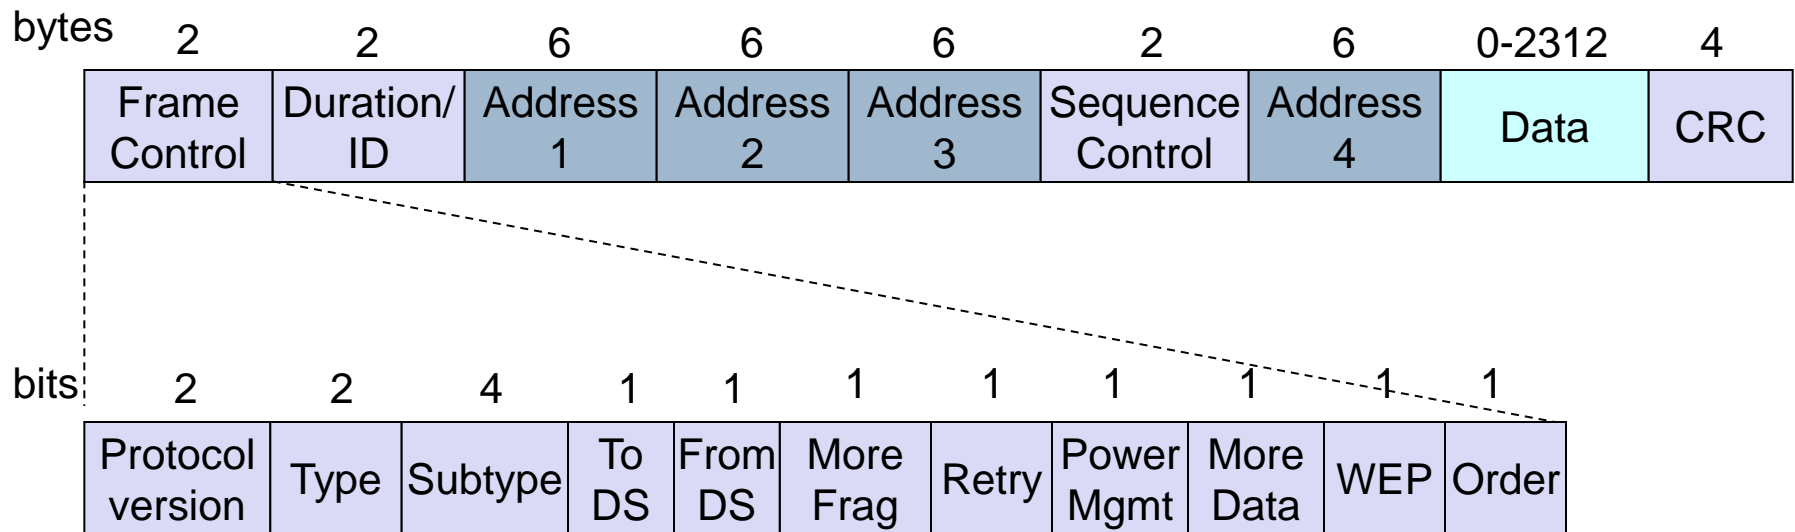 bytes 2 2 6 6 6 2 6 0-2312 4
Frame Duration/ Address Address Address Sequence Address Data CRC
Control ID 1 2 3 Control 4
bits 2 2 4 1 1 1 1 1 1 1 1
Protocol Type Subtype To From More Retry Power More WEP Order
version DS DS Frag Mgmt Data